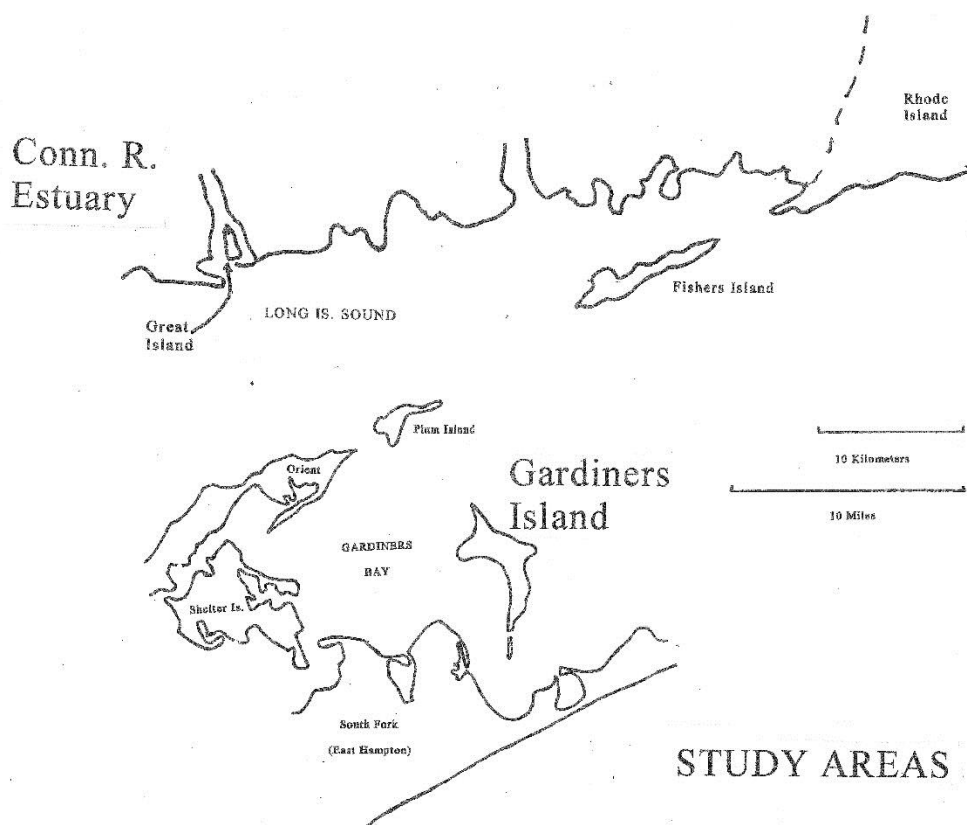 Rhode
Island
Conn. R.
Estuary
Fishers Island
LONG IS. SOUND
Great
Island
Plum Island
10 Kilometers
Orient
Gardiners
Island
10 Miles
GARDINERS
BAY
Shelter Is.
South Fork
(East Hampton)
STUDY AREAS